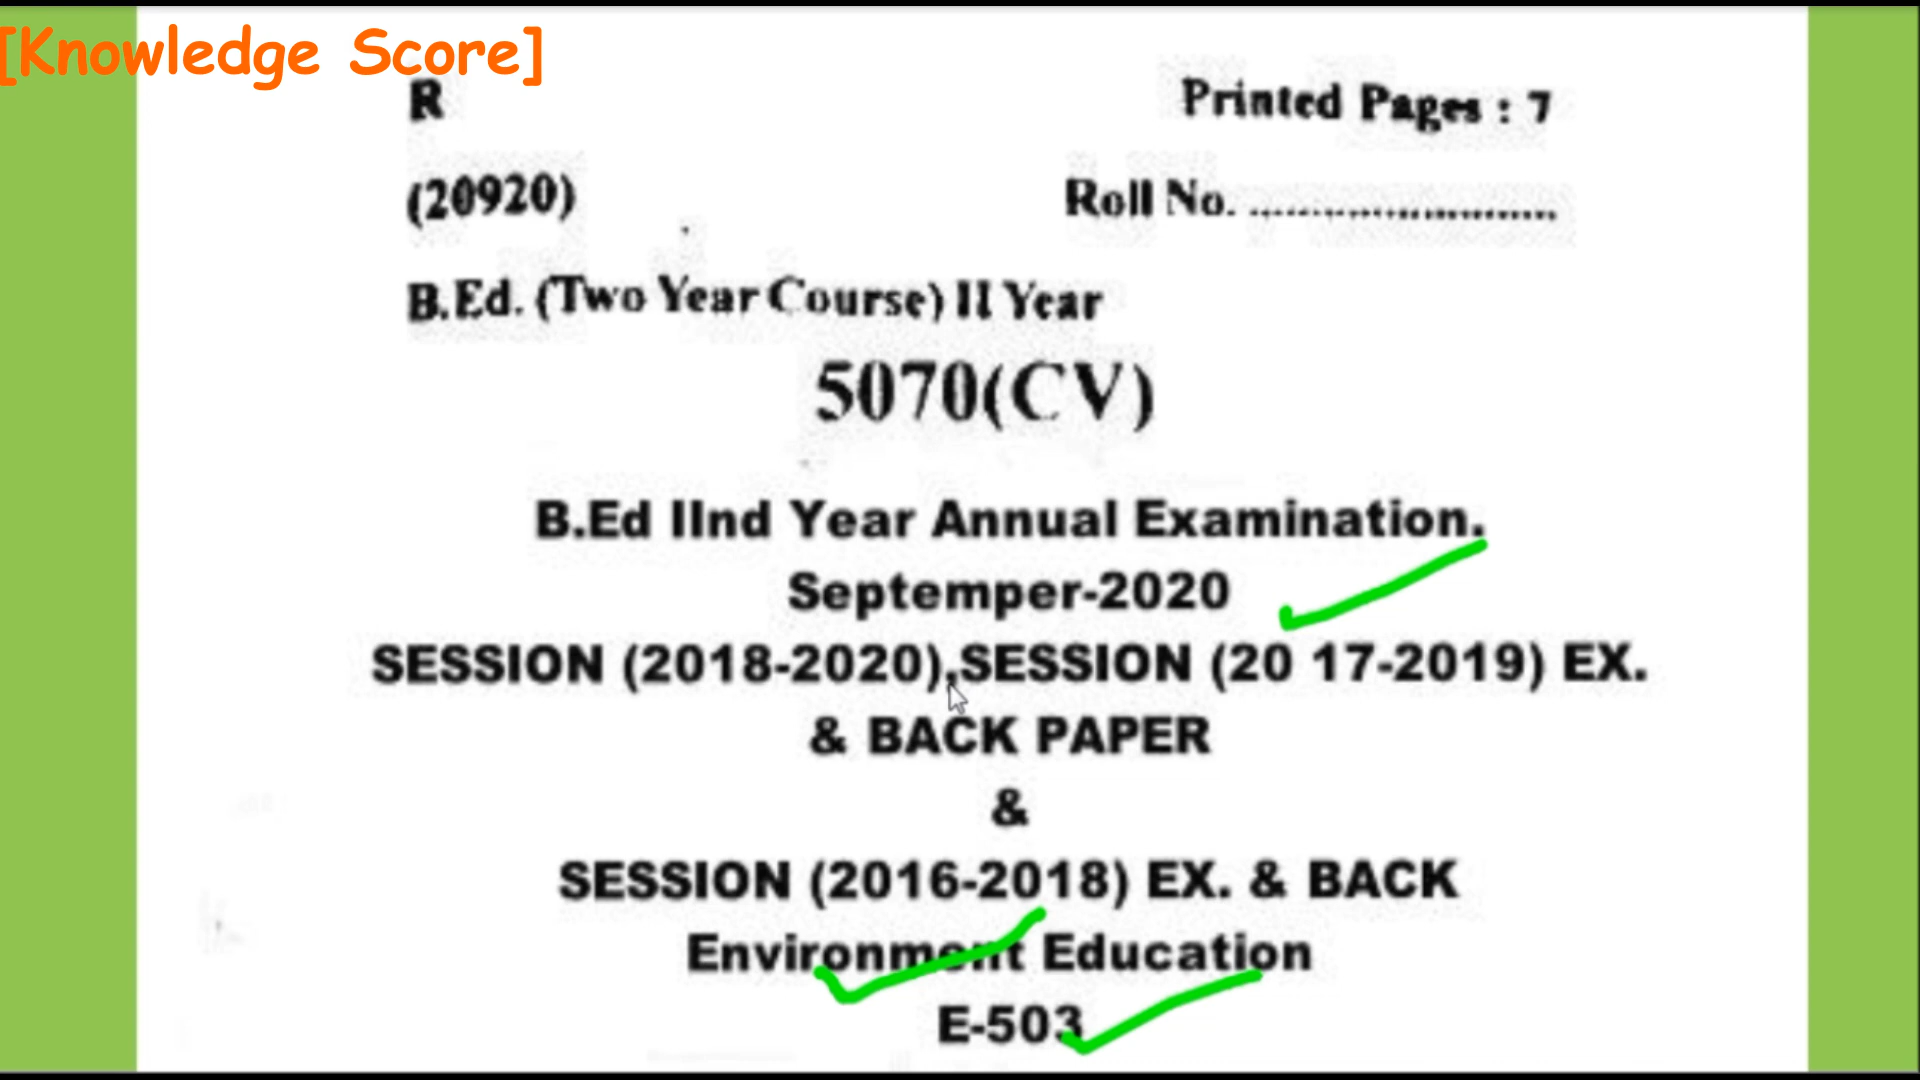 [Knowledge Score]
R
Printed Pages : 7
(20920)
Roll No. ..............................
B.Ed. (Two Year Course) II Year
5070(CV)
B.Ed IInd Year Annual Examination.
Septemper-2020
SESSION (2018-2020),SESSION (20 17-2019) EX.
& BACK PAPER
&
SESSION (2016-2018) EX. & BACK
Environment Education
E-503